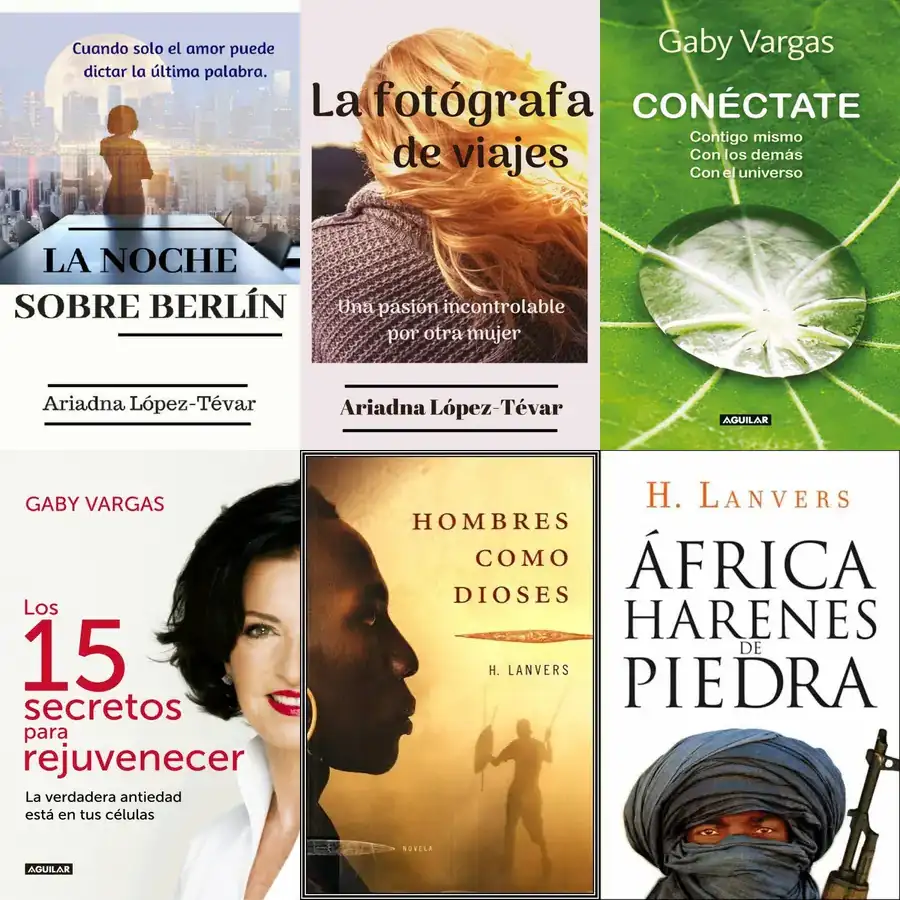 Cuando solo el amor puede
dictar la última palabra.
LA NOCHE
SOBRE BERLÍN
Ariadna López-Tévar
La fotógrafa
de viajes
Una pasión incontrolable
por otra mujer
Ariadna López-Tévar
Gaby Vargas
CONÉCTATE
Contigo mismo
Con los demás
Con el universo
AGUILAR
GABY VARGAS
Los
15
secretos
para
rejuvenecer
La verdadera antiedad
está en tus células
AGUILAR
HOMBRES
COMO
DIOSES
H. LANVERS
NOVELA
H. LANVERS
ÁFRICA
HARENES
DE
PIEDRA